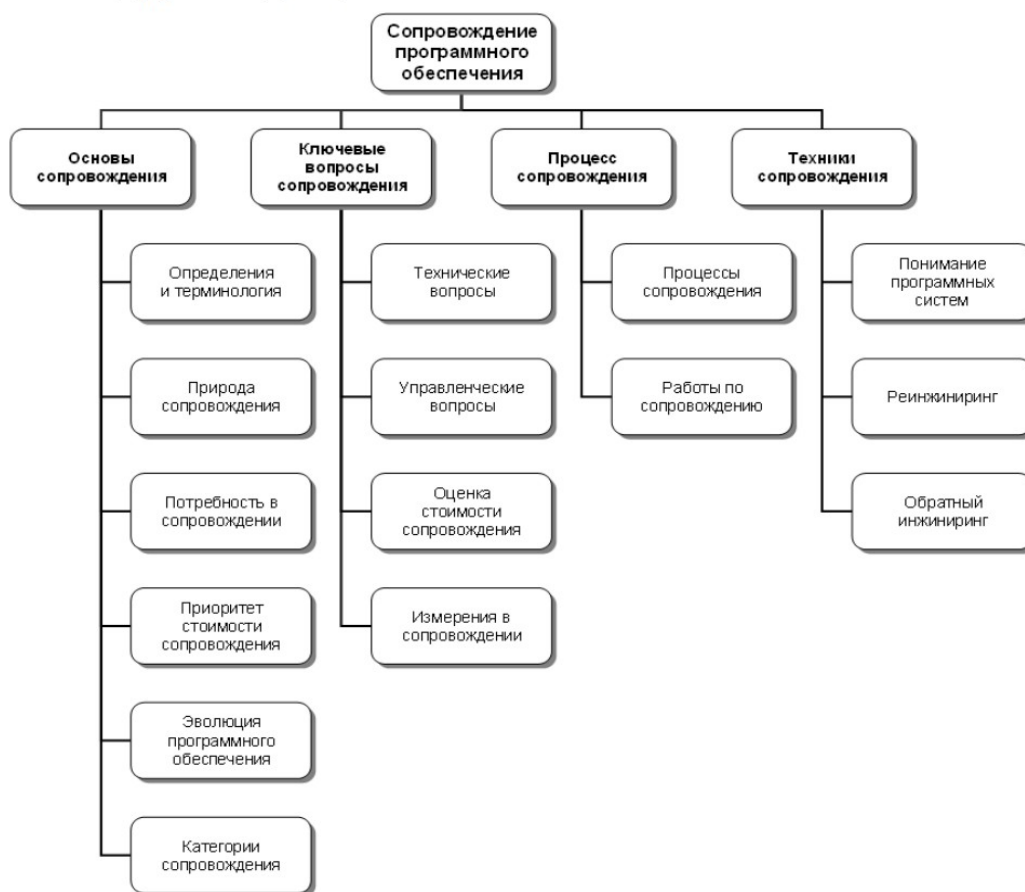 Сопровождение
программного
обеспечения
Основы
сопровождения
Ключевые
вопросы
сопровождения
Процесс
сопровождения
Техники
сопровождения
Определения
и терминология
Природа
сопровождения
Потребность в
сопровождении
Приоритет
стоимости
сопровождения
Эволюция
программного
обеспечения
Категории
сопровождения
Технические
вопросы
Управленческие
вопросы
Оценка
стоимости
сопровождения
Измерения в
сопровождении
Процессы
сопровождения
Работы по
сопровождению
Понимание
программных
систем
Реинжиниринг
Обратный
инжиниринг